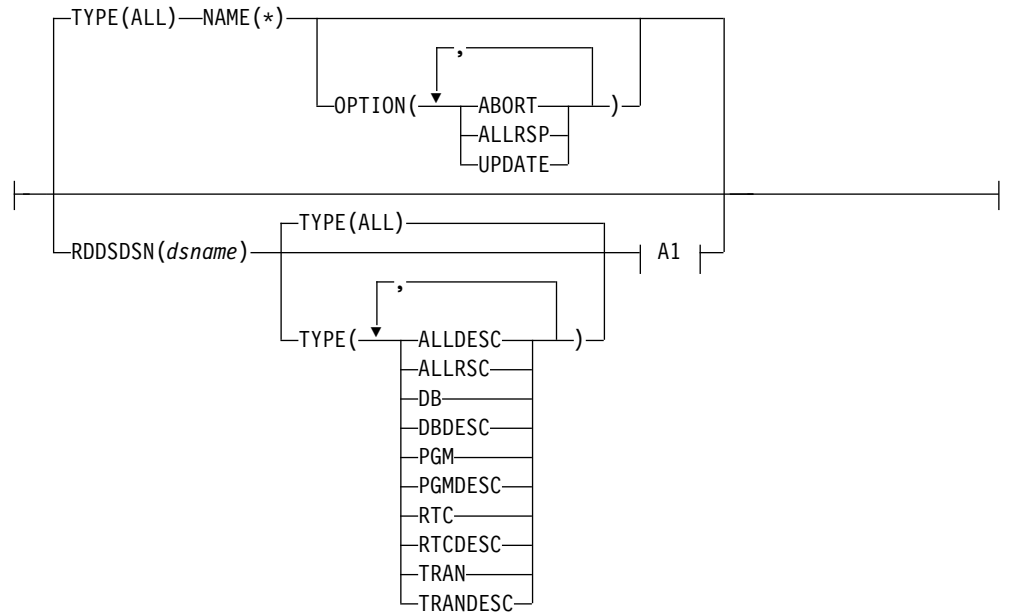 TYPE(ALL) NAME(*)
,
OPTION( ABORT )
ALLRSP
UPDATE
TYPE(ALL)
RDDSDSN(dsname) A1
,
TYPE( ALLDESC )
ALLRSC
DB
DBDESC
PGM
PGMDESC
RTC
RTCDESC
TRAN
TRANDESC